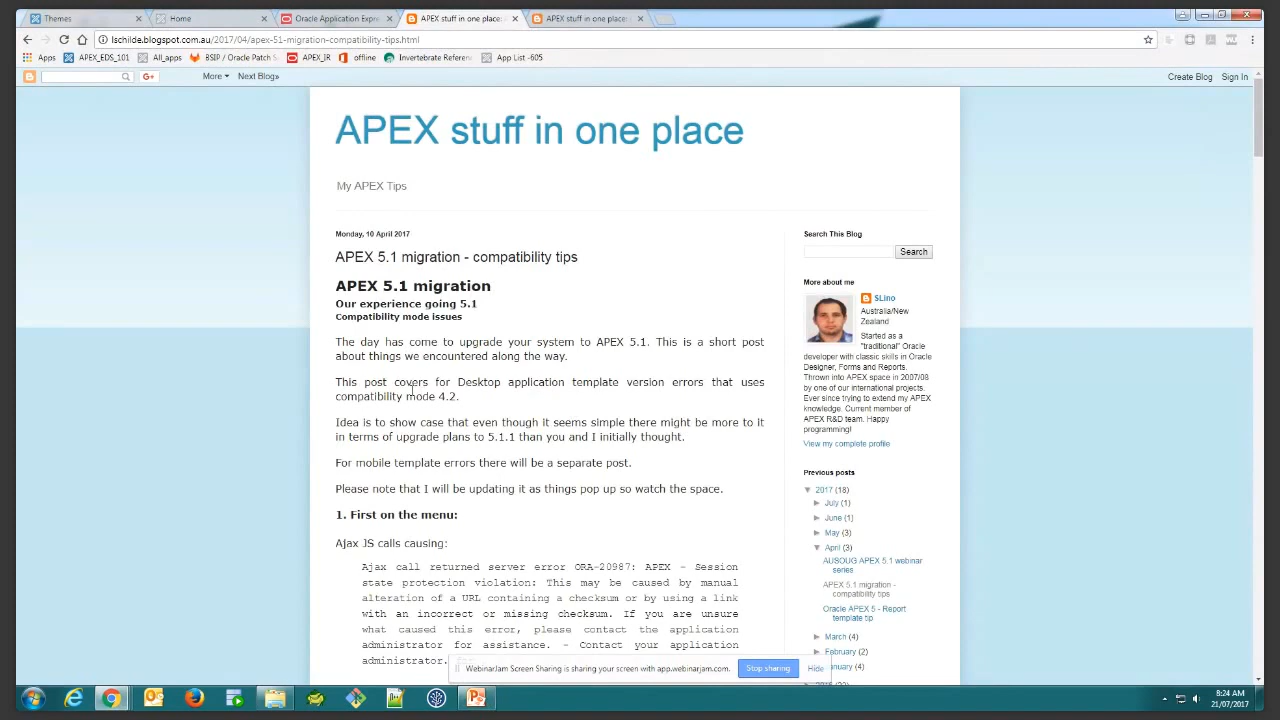 Themes
Home
Oracle Application Expre
APEX stuff in one place:
APEX stuff in one place:
lschilde.blogspot.com.au/2017/04/apex-51-migration-compatibility-tips.html
Apps
APEX_EDS_101
All_apps
BSIP / Oracle Patch S
APEX_IR
offline
Invertebrate Referen
App List -605
More
Next Blog»
Create Blog
Sign In
APEX stuff in one place
My APEX Tips
Monday, 10 April 2017
APEX 5.1 migration - compatibility tips
APEX 5.1 migration
Our experience going 5.1
Compatibility mode issues
The day has come to upgrade your system to APEX 5.1. This is a short post
about things we encountered along the way.
This post covers for Desktop application template version errors that uses
compatibility mode 4.2.
Idea is to show case that even though it seems simple there might be more to it
in terms of upgrade plans to 5.1.1 than you and I initially thought.
For mobile template errors there will be a separate post.
Please note that I will be updating it as things pop up so watch the space.
1. First on the menu:
Ajax JS calls causing:
Ajax call returned server error ORA-20987: APEX - Session
state protection violation: This may be caused by manual
alteration of a URL containing a checksum or by using a link
with an incorrect or missing checksum. If you are unsure
what caused this error, please contact the application
administrator for assistance. - Contact your application
administrator.
Search This Blog
Search
More about me
SLino
Australia/New
Zealand
Started as a
"traditional" Oracle
developer with classic skills in Oracle
Designer, Forms and Reports.
Thrown into APEX space in 2007/08
by one of our international projects.
Ever since trying to extend my APEX
knowledge. Current member of
APEX R&D team. Happy
programming!
View my complete profile
Previous posts
▼ 2017 (18)
► July (1)
► June (1)
► May (3)
▼ April (3)
AUSOUG APEX 5.1 webinar
series
APEX 5.1 migration -
compatibility tips
Oracle APEX 5 - Report
template tip
► March (4)
► February (2)
anuary (4)
WebinarJam Screen Sharing is sharing your screen with app.webinarjam.com.
Stop sharing
Hide
8:24 AM
21/07/2017